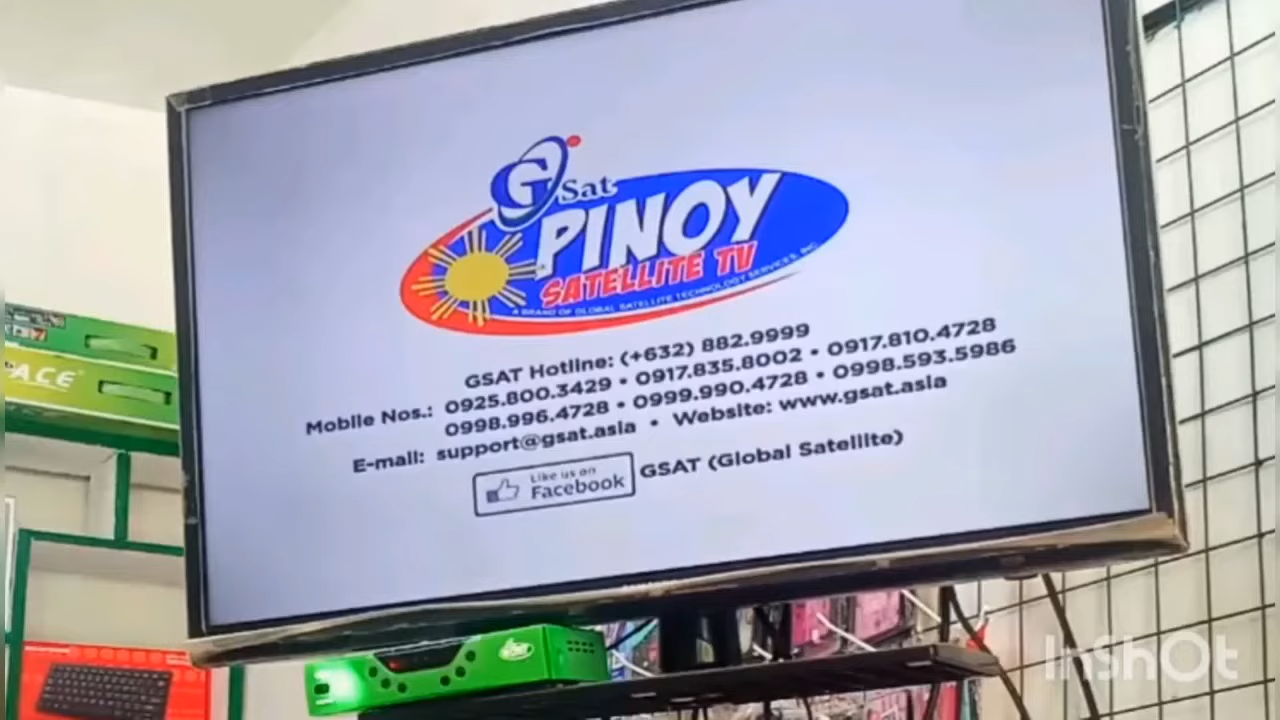 G Sat
PINOY
SATELLITE TV
A BRAND OF GLOBAL SATELLITE TECHNOLOGY SERVICES, INC.
GSAT Hotline: (+632) 882.9999
Mobile Nos.: 0925.800.3429 • 0917.835.8002 • 0917.810.4728
0998.996.4728 • 0999.990.4728 • 0998.593.5986
E-mail: support@gsat.asia • Website: www.gsat.asia
Like us on
Facebook
GSAT (Global Satellite)
ACE
InShOt